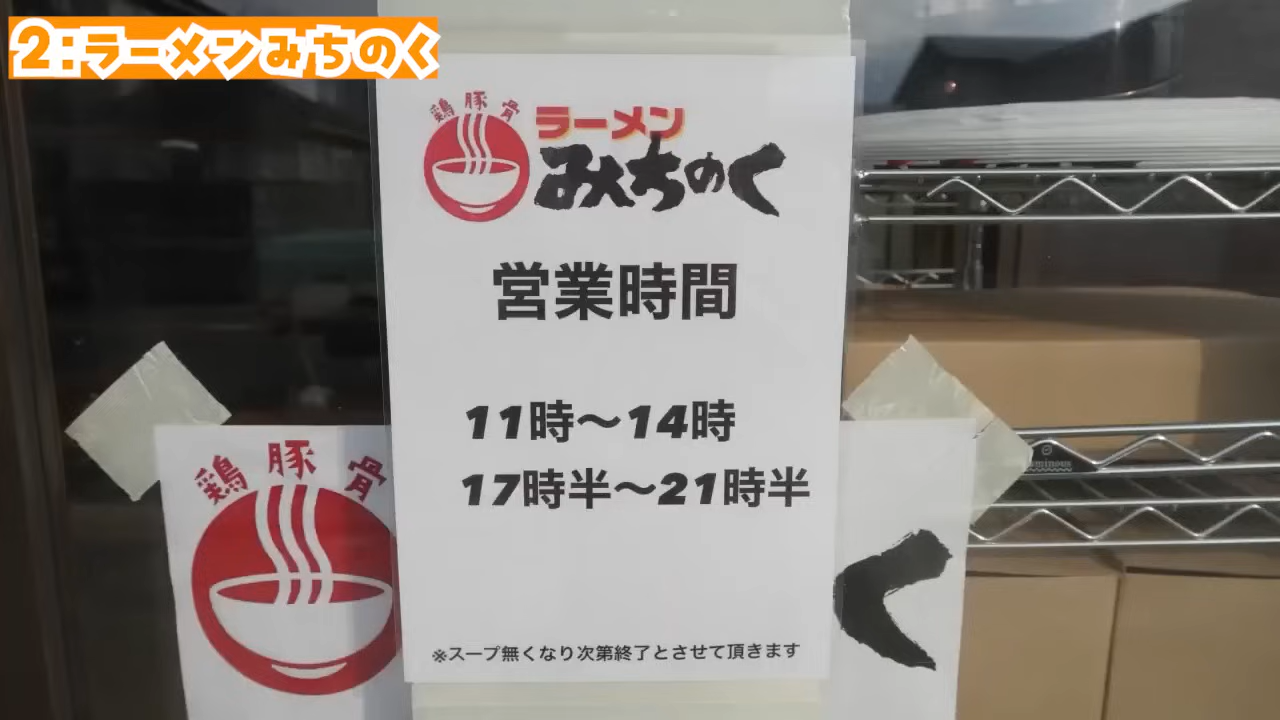 2:ラーメンみちのく
鶏豚骨
ラーメン
みちのく
営業時間
11時〜14時
17時半〜21時半
※スープ無くなり次第終了とさせて頂きます
鶏豚骨
く